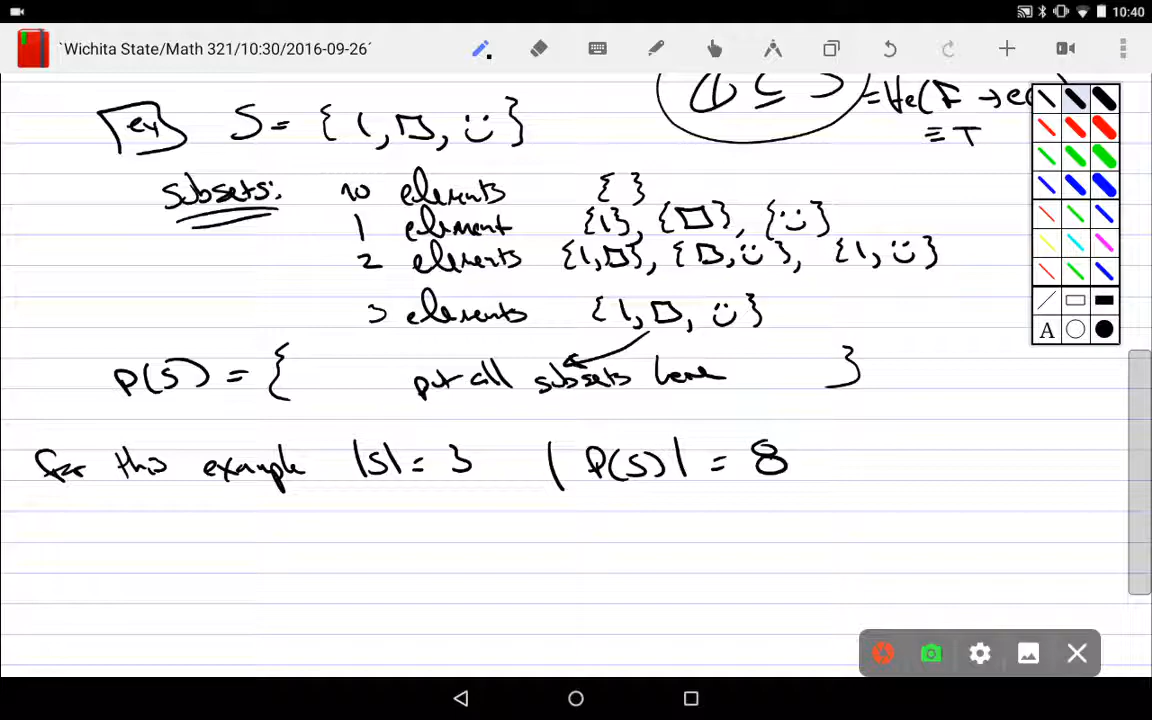 10:40
`Wichita State/Math 321/10:30/2016-09-26´
∅ ⊆ S = ∀e(F → e(
≡ T
ex S = { 1, □, ☺ }
subsets: no elements { }
1 element {1}, {□}, {☺}
2 elements {1,□}, {□,☺}, {1,☺}
3 elements {1, □, ☺}
P(S) = { put all subsets here }
for this example |S| = 3 | P(S)| = 8
A